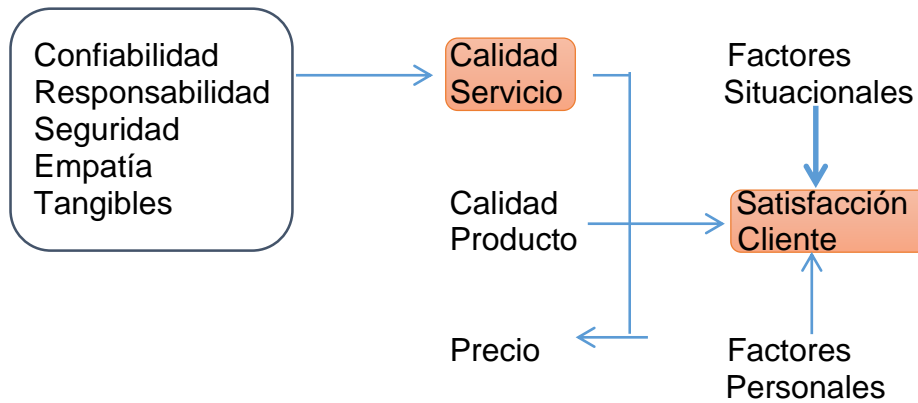 Confiabilidad
Responsabilidad
Seguridad
Empatía
Tangibles
Calidad
Servicio
Calidad
Producto
Precio
Factores
Situacionales
Satisfacción
Cliente
Factores
Personales